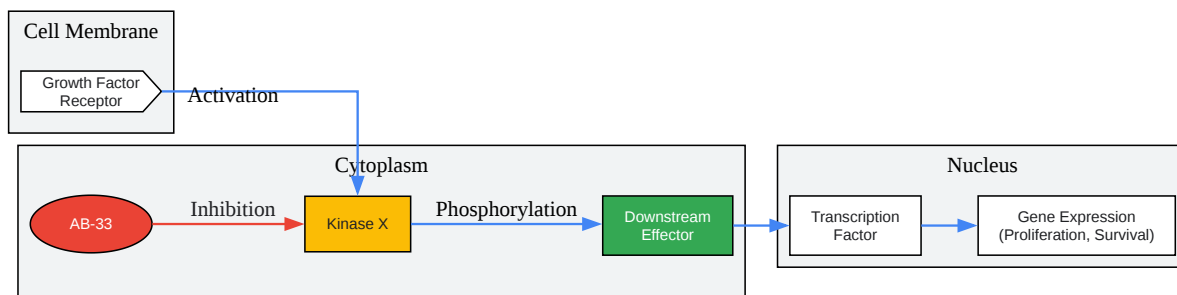 Cell Membrane
Growth Factor
Receptor
Activation
Cytoplasm
Nucleus
AB-33
Inhibition
Kinase X
Phosphorylation
Downstream
Effector
Transcription
Factor
Gene Expression
(Proliferation, Survival)